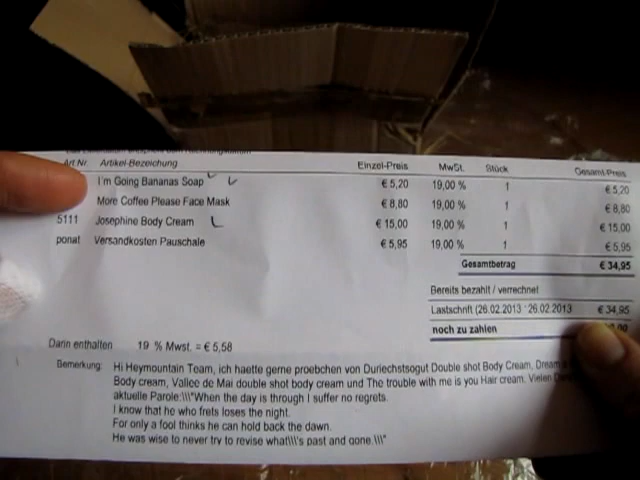 Art Nr. Artikel-Bezeichnung Einzel-Preis MwSt. Stück Gesamt-Preis
I'm Going Bananas Soap € 5,20 19,00 % 1 € 5,20
More Coffee Please Face Mask € 8,80 19,00 % 1 € 8,80
5111 Josephine Body Cream € 15,00 19,00 % 1 € 15,00
ponat Versandkosten Pauschale € 5,95 19,00 % 1 € 5,95
Gesamtbetrag € 34,95
Bereits bezahlt / verrechnet
Lastschrift (26.02.2013 26.02.2013 € 34,95
noch zu zahlen
Darin enthalten 19 % Mwst. = € 5,58
Bemerkung: Hi Heymountain Team, ich haette gerne proebchen von Duriechstsogut Double shot Body Cream, Dream
Body cream, Vallee de Mai double shot body cream und The trouble with me is you Hair cream. Vielen
aktuelle Parole:\\\"When the day is through I suffer no regrets.
I know that he who frets loses the night.
For only a fool thinks he can hold back the dawn.
He was wise to never try to revise what\\\'s past and gone.\\\"